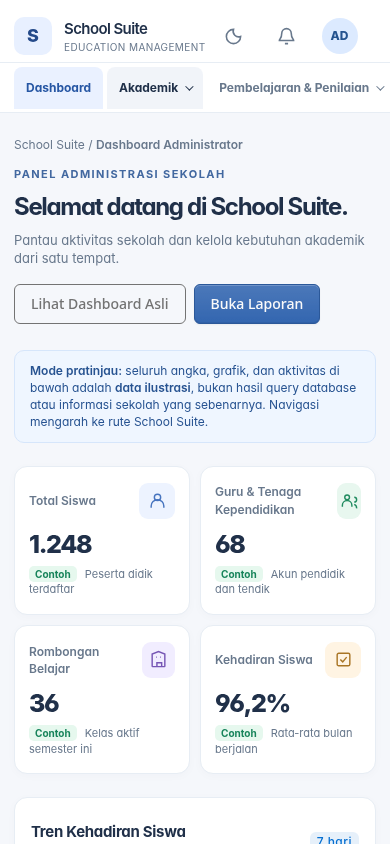 S
School Suite
EDUCATION MANAGEMENT
AD
Dashboard
Akademik
Pembelajaran & Penilaian
School Suite / Dashboard Administrator
PANEL ADMINISTRASI SEKOLAH
Selamat datang di School Suite.
Pantau aktivitas sekolah dan kelola kebutuhan akademik
dari satu tempat.
Lihat Dashboard Asli
Buka Laporan
Mode pratinjau: seluruh angka, grafik, dan aktivitas di
bawah adalah data ilustrasi, bukan hasil query database
atau informasi sekolah yang sebenarnya. Navigasi
mengarah ke rute School Suite.
Total Siswa
1.248
Contoh Peserta didik
terdaftar
Guru & Tenaga
Kependidikan
68
Contoh Akun pendidik
dan tendik
Rombongan
Belajar
36
Contoh Kelas aktif
semester ini
Kehadiran Siswa
96,2%
Contoh Rata-rata bulan
berjalan
Tren Kehadiran Siswa
7 hari